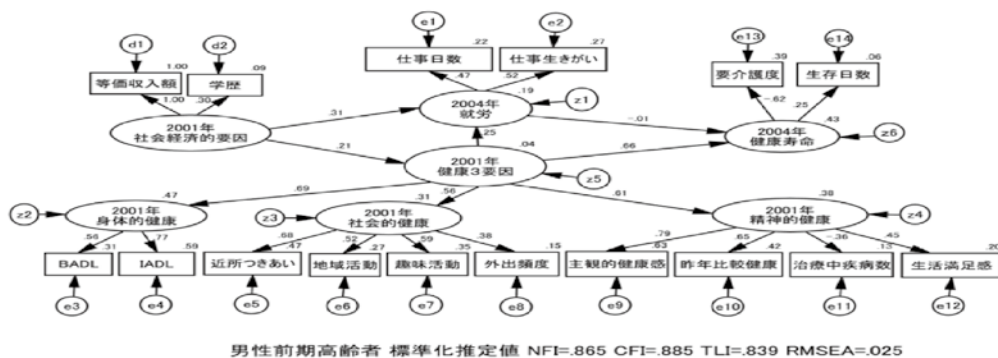 e1 e2
d1 d2 .22 .27 e13 e14
仕事日数 仕事生きがい .39 .06
1.00 .09 要介護度 生存日数
等価収入額 学歴 .47 .52 .19
1.00 .30 2004年 z1 -.62 .25 .43
2001年 .31 就労 -.01 2004年
社会経済的要因 健康寿命 z6
.25 .04
.21 2001年 .66
健康3要因 z5
.47 .69 .31 .56 .61 .38
z2 2001年 z3 2001年 2001年 z4
身体的健康 社会的健康 精神的健康
.56 .31 .77 .59 .68 .47 .52 .27 .59 .35 .38 .15 .79 .63 .65 .42 -.36 .13 .45 .20
BADL IADL 近所つきあい 地域活動 趣味活動 外出頻度 主観的健康感 昨年比較健康 治療中疾病数 生活満足感
e3 e4 e5 e6 e7 e8 e9 e10 e11 e12
男性前期高齢者 標準化推定値 NFI=.865 CFI=.885 TLI=.839 RMSEA=.025